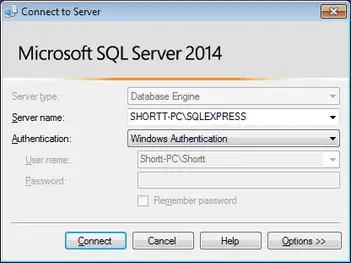 Connect to Server
Microsoft SQL Server 2014
Server type: Database Engine
Server name: SHORTT-PC\SQLEXPRESS
Authentication: Windows Authentication
User name: Shortt-PC\Shortt
Password:
Remember password
Connect Cancel Help Options >>